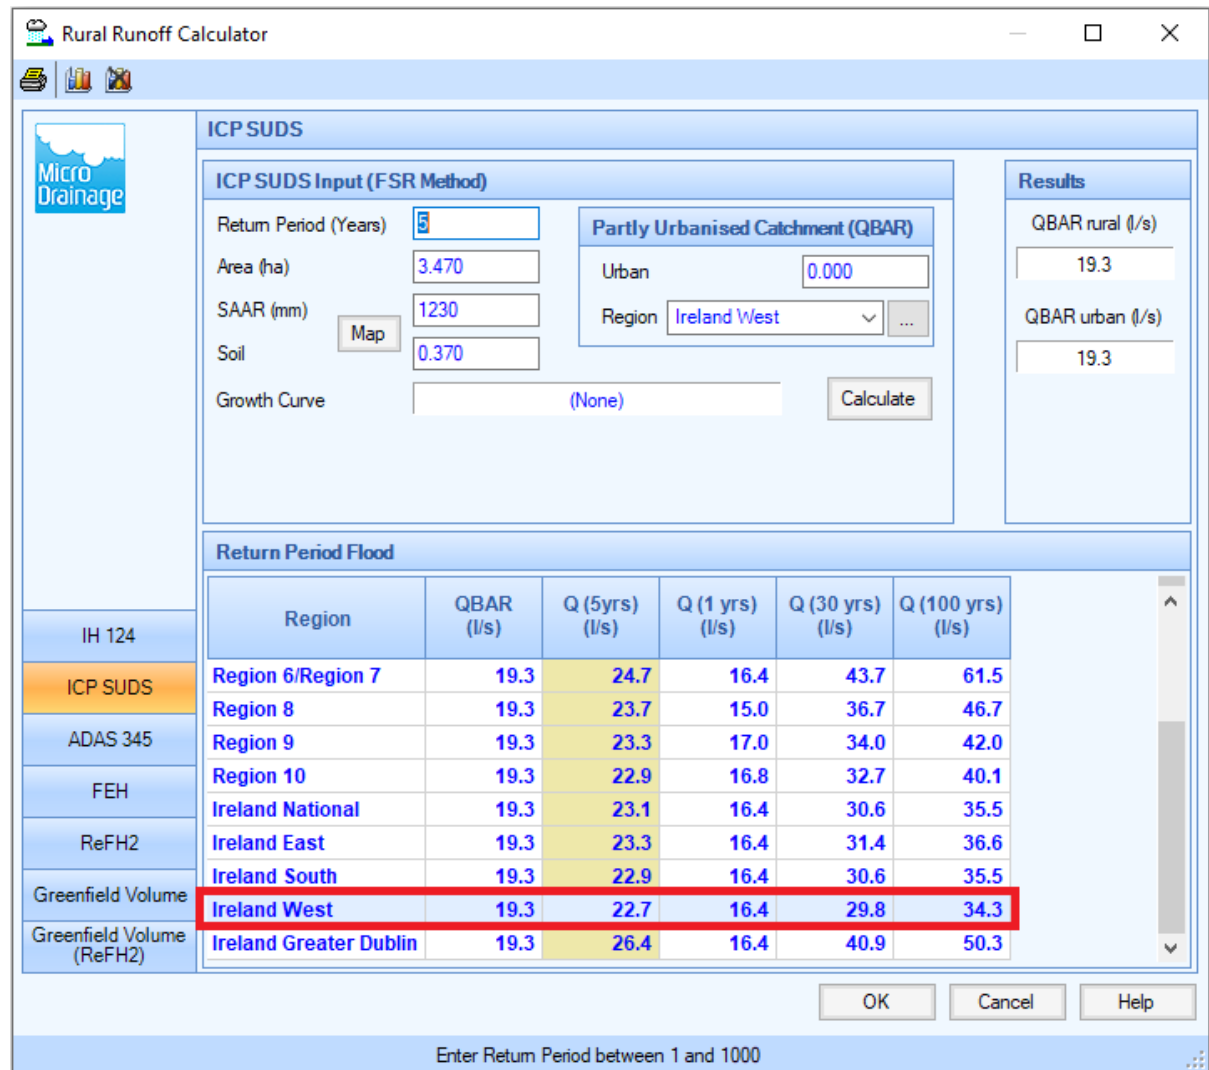 Rural Runoff Calculator
Micro
Drainage
ICP SUDS
ICP SUDS Input (FSR Method)
Return Period (Years) 5
Area (ha) 3.470
SAAR (mm) 1230
Map
Soil 0.370
Growth Curve (None)
Partly Urbanised Catchment (QBAR)
Urban 0.000
Region Ireland West ...
Calculate
Results
QBAR rural (l/s)
19.3
QBAR urban (l/s)
19.3
IH 124
ICP SUDS
ADAS 345
FEH
ReFH2
Greenfield Volume
Greenfield Volume
(ReFH2)
Return Period Flood
Region QBAR (l/s) Q (5yrs) (l/s) Q (1 yrs) (l/s) Q (30 yrs) (l/s) Q (100 yrs) (l/s)
Region 6/Region 7 19.3 24.7 16.4 43.7 61.5
Region 8 19.3 23.7 15.0 36.7 46.7
Region 9 19.3 23.3 17.0 34.0 42.0
Region 10 19.3 22.9 16.8 32.7 40.1
Ireland National 19.3 23.1 16.4 30.6 35.5
Ireland East 19.3 23.3 16.4 31.4 36.6
Ireland South 19.3 22.9 16.4 30.6 35.5
Ireland West 19.3 22.7 16.4 29.8 34.3
Ireland Greater Dublin 19.3 26.4 16.4 40.9 50.3
OK Cancel Help
Enter Return Period between 1 and 1000